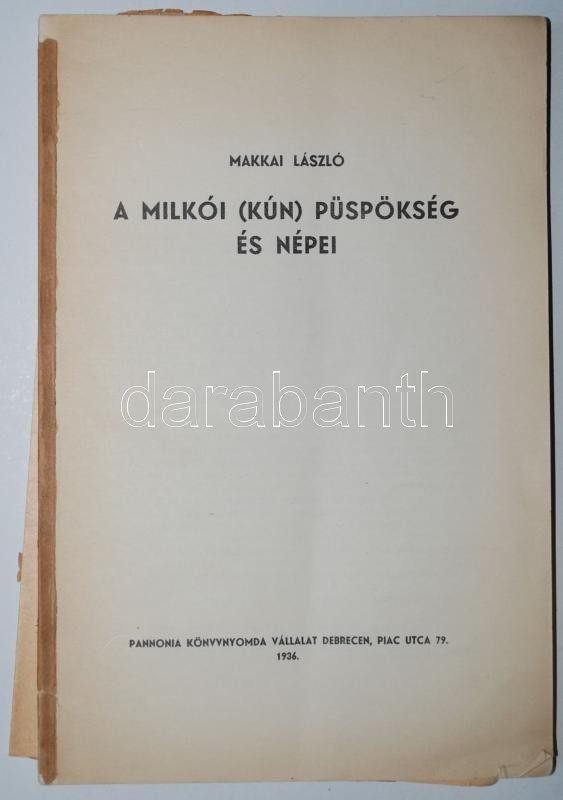 MAKKAI LÁSZLÓ
A MILKÓI (KÚN) PÜSPÖKSÉG
ÉS NÉPEI
darabanth
PANNONIA KÖNYVNYOMDA VÁLLALAT DEBRECEN, PIAC UTCA 79.
1936.